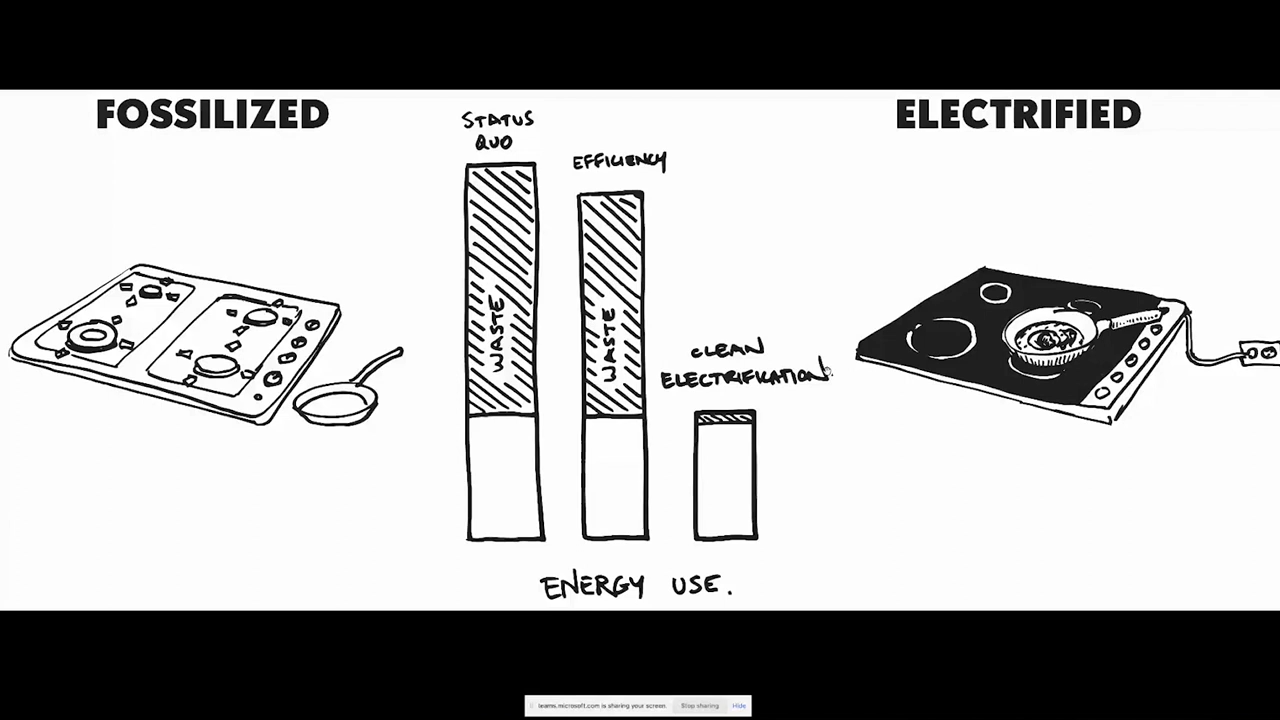 FOSSILIZED
STATUS
QUO
EFFICIENCY
ELECTRIFIED
WASTE
WASTE
CLEAN
ELECTRIFICATION
ENERGY USE.
teams.microsoft.com is sharing your screen.
Stop sharing
Hide